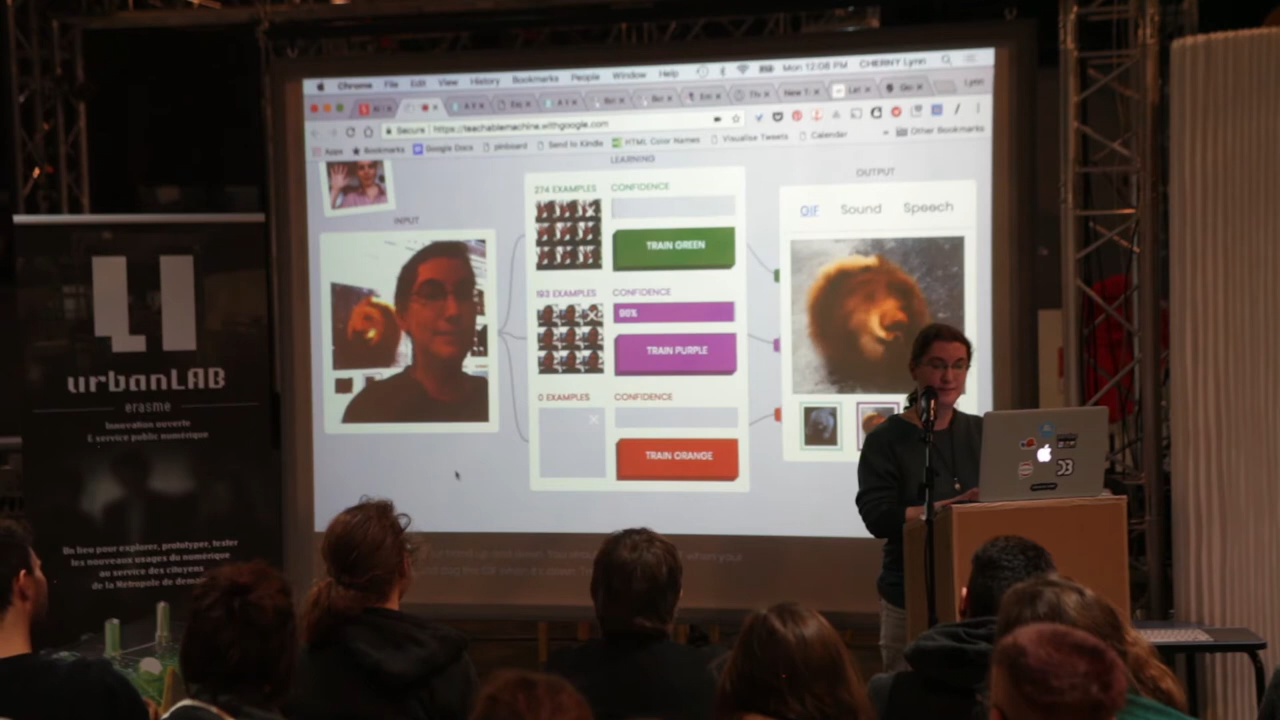 Chrome File Edit View History Bookmarks People Window Help Mon 12:08 PM CHERNY Lynn
Lynn
Secure https://teachablemachine.withgoogle.com
Apps Bookmarks Google Docs pinboard Send to Kindle HTML Color Names Visualise Tweets Calendar Other Bookmarks
LEARNING
INPUT
OUTPUT
274 EXAMPLES CONFIDENCE
TRAIN GREEN
193 EXAMPLES CONFIDENCE
TRAIN PURPLE
0 EXAMPLES CONFIDENCE
TRAIN ORANGE
GIF Sound Speech
urbanLAB
erasme
Innovation ouverte
& service public numérique
Un lieu pour explorer, prototyper, tester
les nouveaux usages du numérique
au service des citoyens
de la Métropole de demain
D3